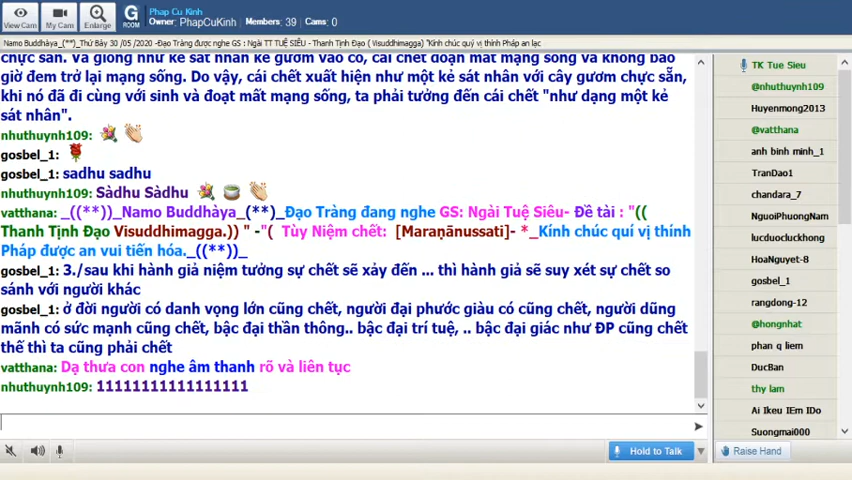 Phap Cu Kinh
Owner: PhapCuKinh Members: 39 Cams: 0
View Cam
My Cam
Enlarge
G ROOM
Namo Buddhàya_(**)_Thứ Bảy 30 /05 /2020 -Đạo Tràng được nghe GS : Ngài TT TUỆ SIÊU - Thanh Tịnh Đạo ( Visuddhimagga) "Kính chúc quý vị thính Pháp an lạc
chực sẵn. Và giống như kẻ sát nhân kề gươm vào cổ, cái chết đoạn mất mạng sống và không bao
giờ đem trở lại mạng sống. Do vậy, cái chết xuất hiện như một kẻ sát nhân với cây gươm chực sẵn,
khi nó đã đi cùng với sinh và đoạt mất mạng sống, ta phải tưởng đến cái chết "như dạng một kẻ
sát nhân".
nhuthuynh109:
gosbel_1:
gosbel_1: sadhu sadhu
nhuthuynh109: Sàdhu Sàdhu
vatthana: _((**))_Namo Buddhàya_(**)_Đạo Tràng đang nghe GS: Ngài Tuệ Siêu- Đề tài : "((
Thanh Tịnh Đạo Visuddhimagga.)) " -"( Tùy Niệm chết: [Maraṇānussati]- *_Kính chúc quí vị thính
Pháp được an vui tiến hóa._((**))_
gosbel_1: 3./sau khi hành giả niệm tưởng sự chết sẽ xảy đến ... thì hành giả sẽ suy xét sự chết so
sánh với người khác
gosbel_1: ở đời người có danh vọng lớn cũng chết, người đại phước giàu có cũng chết, người dũng
mãnh có sức mạnh cũng chết, bậc đại thần thông.. bậc đại trí tuệ, .. bậc đại giác như ĐP cũng chết
thế thì ta cũng phải chết
vatthana: Dạ thưa con nghe âm thanh rõ và liên tục
nhuthuynh109: 11111111111111111
Hold to Talk
Raise Hand
TK Tue Sieu
@nhuthuynh109
Huyenmong2013
@vatthana
anh binh minh_1
TranDao1
chandara_7
NguoiPhuongNam
lucduocluckhong
HoaNguyet-8
gosbel_1
rangdong-12
@hongnhat
phan q liem
DucBan
thy lam
Ai Ikeu IEm IDo
Suongmai000